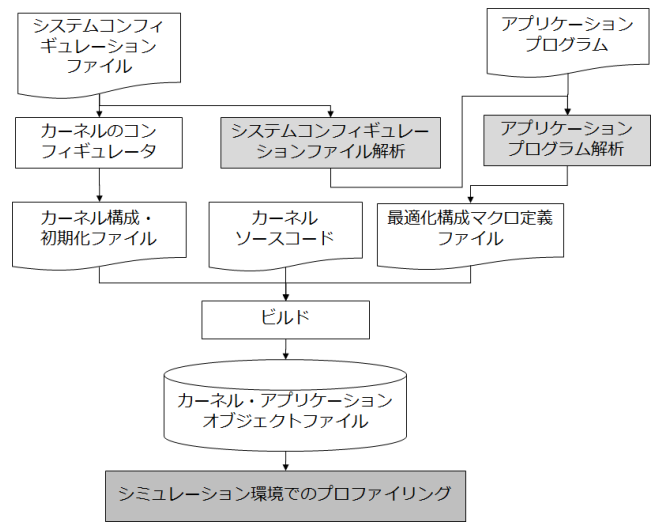 システムコンフィ
ギュレーション
ファイル
アプリケーション
プログラム
カーネルのコン
フィギュレータ
システムコンフィギュレー
ションファイル解析
アプリケーション
プログラム解析
カーネル構成・
初期化ファイル
カーネル
ソースコード
最適化構成マクロ定義
ファイル
ビルド
カーネル・アプリケーション
オブジェクトファイル
シミュレーション環境でのプロファイリング